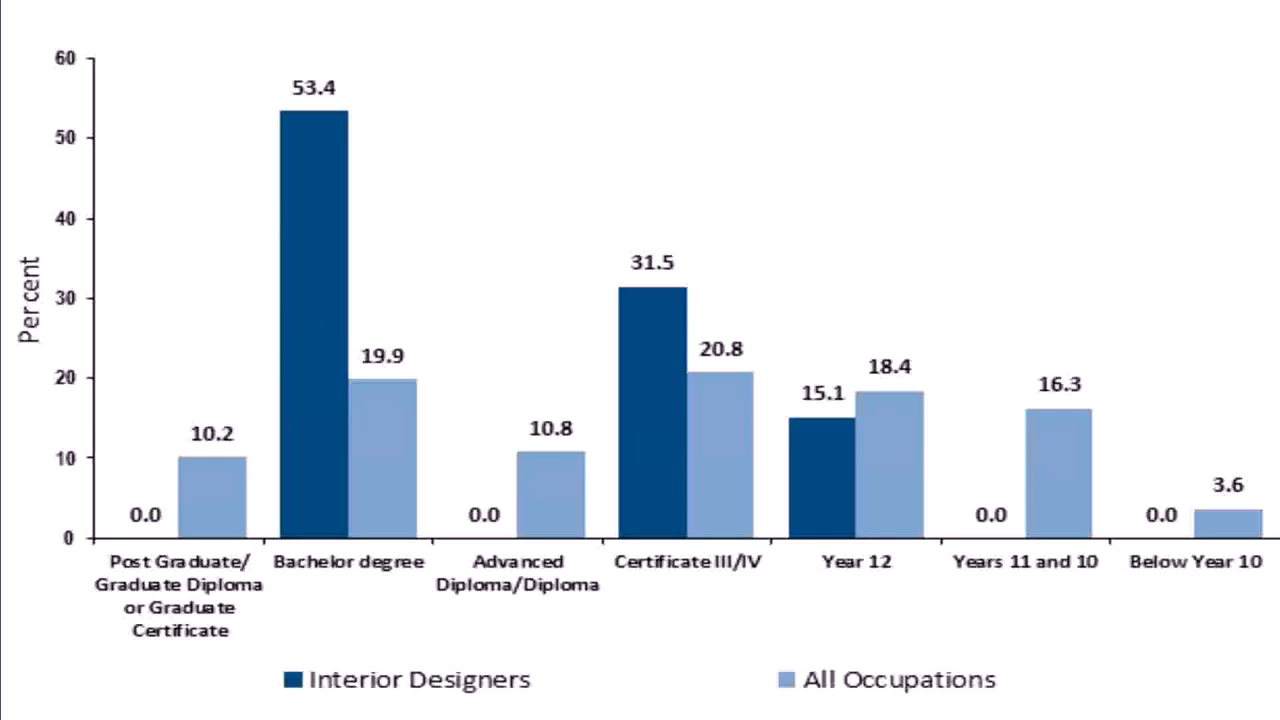 60
53.4
50
40
31.5
30
20.8
19.9
20
18.4
16.3
15.1
10.8
10.2
10
3.6
0.0
0.0
0.0
0.0
0
Per cent
Post Graduate/
Graduate Diploma
or Graduate
Certificate
Bachelor degree
Advanced
Diploma/Diploma
Certificate III/IV
Year 12
Years 11 and 10
Below Year 10
Interior Designers
All Occupations